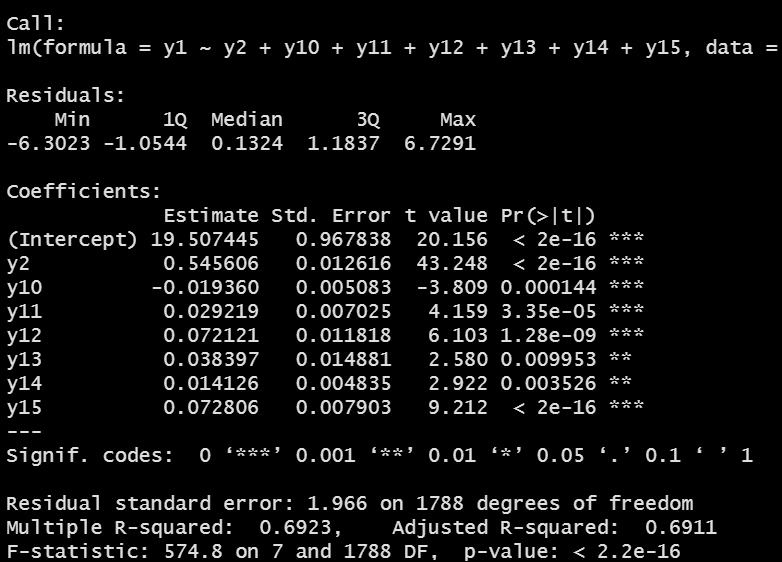 Call:
lm(formula = y1 ~ y2 + y10 + y11 + y12 + y13 + y14 + y15, data =
Residuals:
Min 1Q Median 3Q Max
-6.3023 -1.0544 0.1324 1.1837 6.7291
Coefficients:
Estimate Std. Error t value Pr(>|t|)
(Intercept) 19.507445 0.967838 20.156 < 2e-16 ***
y2 0.545606 0.012616 43.248 < 2e-16 ***
y10 -0.019360 0.005083 -3.809 0.000144 ***
y11 0.029219 0.007025 4.159 3.35e-05 ***
y12 0.072121 0.011818 6.103 1.28e-09 ***
y13 0.038397 0.014881 2.580 0.009953 **
y14 0.014126 0.004835 2.922 0.003526 **
y15 0.072806 0.007903 9.212 < 2e-16 ***
---
Signif. codes: 0 ‘***’ 0.001 ‘**’ 0.01 ‘*’ 0.05 ‘.’ 0.1 ‘ ’ 1
Residual standard error: 1.966 on 1788 degrees of freedom
Multiple R-squared: 0.6923, Adjusted R-squared: 0.6911
F-statistic: 574.8 on 7 and 1788 DF, p-value: < 2.2e-16